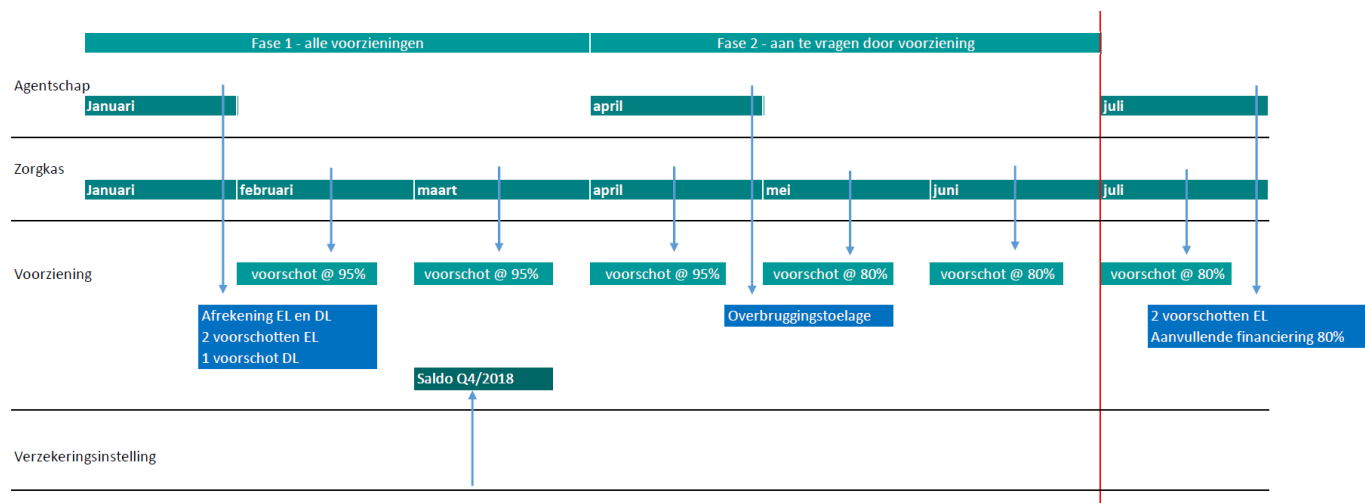 Fase 1 - alle voorzieningen
Fase 2 - aan te vragen door voorziening
Agentschap
Januari
april
juli
Zorgkas
Januari
februari
maart
april
mei
juni
juli
Voorziening
voorschot @ 95%
voorschot @ 95%
voorschot @ 95%
voorschot @ 80%
voorschot @ 80%
voorschot @ 80%
Afrekening EL en DL
2 voorschotten EL
1 voorschot DL
Overbruggingstoelage
2 voorschotten EL
Aanvullende financiering 80%
Saldo Q4/2018
Verzekeringsinstelling